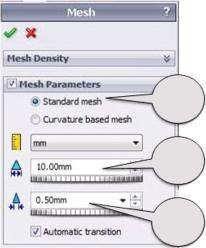 Mesh ?
Mesh Density
Mesh Parameters
Standard mesh
Curvature based mesh
mm
10.00mm
0.50mm
Automatic transition